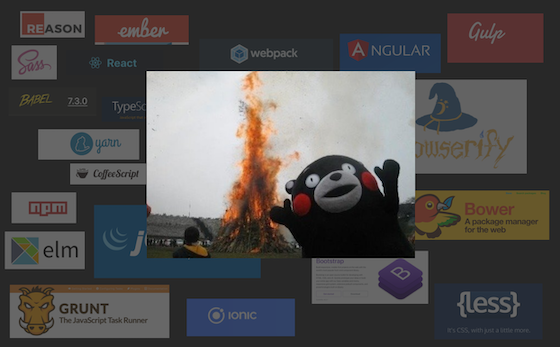 REASON
ember
Gulp
webpack
ANGULAR
Sass
React
BABEL
7.3.0
TypeSc
yarn
owserify
CoffeeScript
npm
Bower
A package manager
for the web
elm
j
Bootstrap
B
GRUNT
The JavaScript Task Runner
IONIC
{less}
It's CSS, with just a little more.